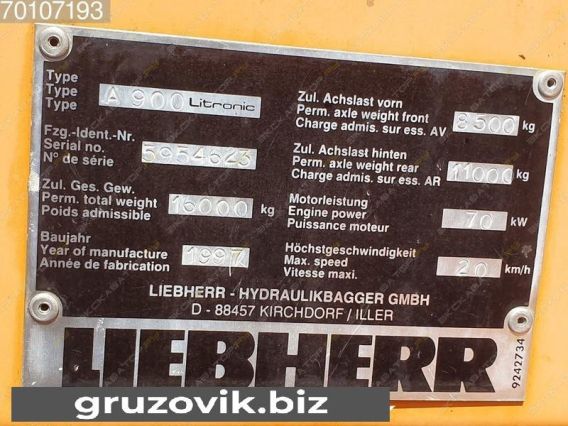 70107193
Type
Type
Type
A 900 Litronic
Fzg.-Ident.-Nr.
Serial no.
N° de série
5954643
Zul. Ges. Gew.
Perm. total weight
Poids admissible
16000 kg
Baujahr
Year of manufacture
Année de fabrication
1997
Zul. Achslast vorn
Perm. axle weight front
Charge admis. sur ess. AV
8500 kg
Zul. Achslast hinten
Perm. axle weight rear
Charge admis. sur ess. AR
11000 kg
Motorleistung
Engine power
Puissance moteur
70 kW
Höchstgeschwindigkeit
Max. speed
Vitesse maxi.
20 km/h
LIEBHERR - HYDRAULIKBAGGER GMBH
D - 88457 KIRCHDORF / ILLER
LIEBHERR
9242734
gruzovik.biz